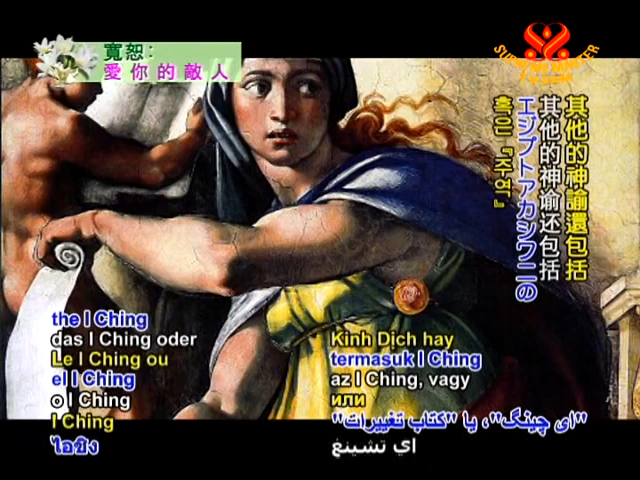 寬恕：
愛你的敵人
SUPREME MASTER
其他的神諭還包括
其他的神谕还包括
エジプトアカシワニの
혹은『주역』
the I Ching
das I Ching oder
Le I Ching ou
el I Ching
o I Ching
I Ching
ไอชิง
Kinh Dịch hay
termasuk I Ching
az I Ching, vagy
или
"ای چینگ"، یا "کتاب تغییرات"
اي تشينغ